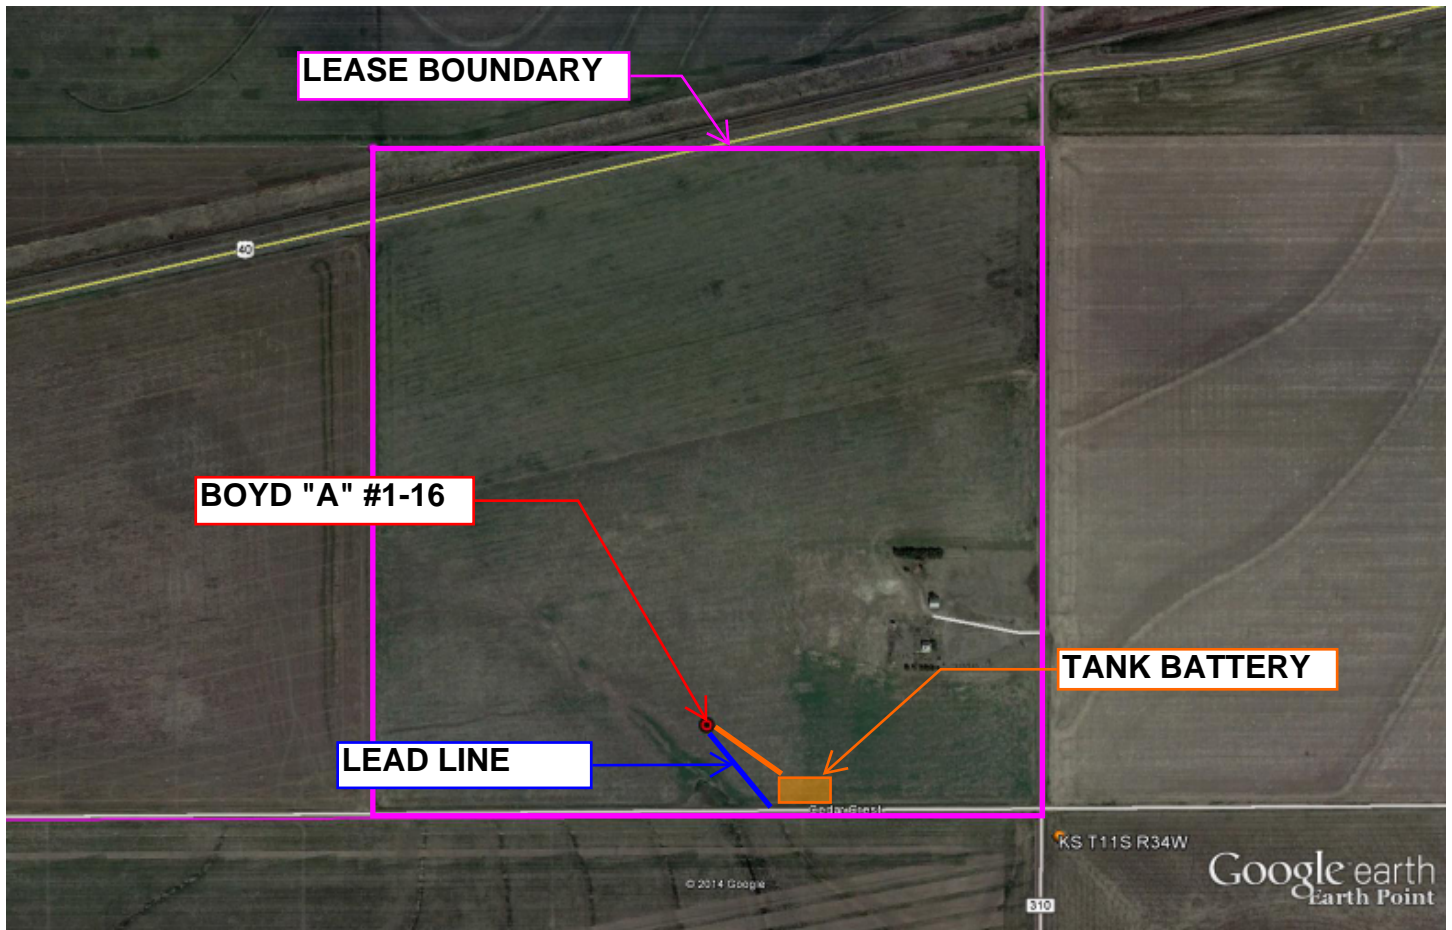 LEASE BOUNDARY
40
BOYD "A" #1-16
TANK BATTERY
LEAD LINE
KS T11S R34W
Google earth
Earth Point
© 2014 Google
310